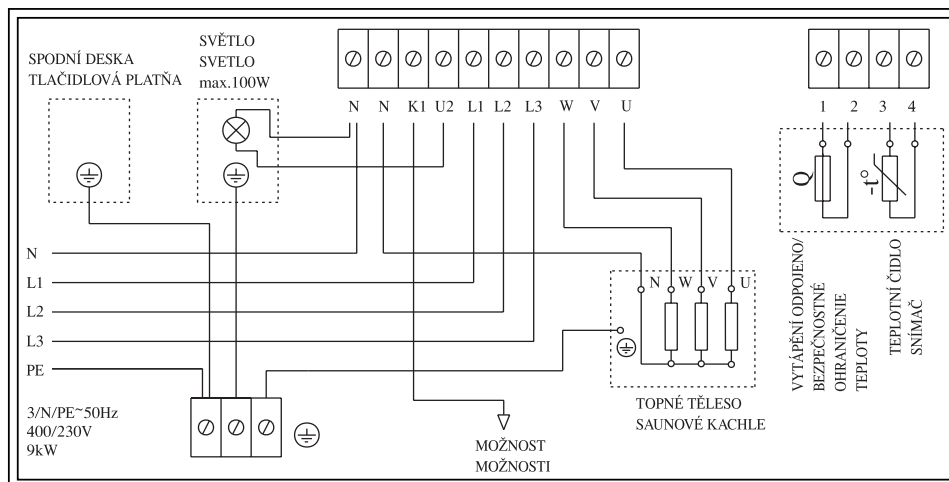 SPODNÍ DESKA
TLAČIDLOVÁ PLATŇA
SVĚTLO
SVETLO
max.100W
N N K1 U2 L1 L2 L3 W V U
1 2 3 4
Q
-t°
N
L1
L2
L3
PE
N W V U
VYTÁPĚNÍ ODPOJENO/
BEZPEČNOSTNÉ
OHRANIČENIE
TEPLOTY
TEPLOTNÍ ČIDLO
SNÍMAČ
3/N/PE~50Hz
400/230V
9kW
TOPNÉ TĚLESO
SAUNOVÉ KACHLE
MOŽNOST
MOŽNOSTI